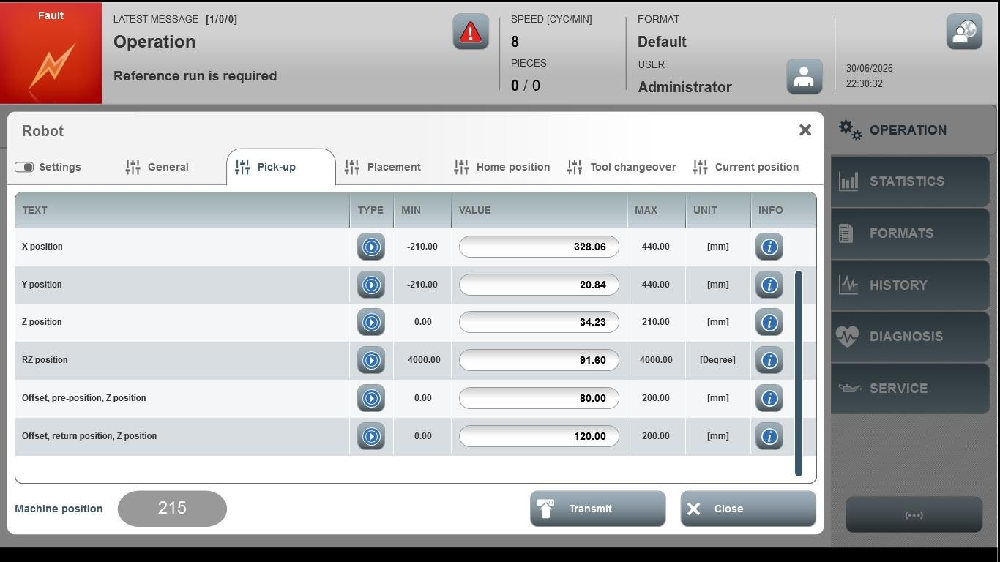 Fault
LATEST MESSAGE [1/0/0]
Operation
Reference run is required
SPEED [CYC/MIN]
8
PIECES
0 / 0
FORMAT
Default
USER
Administrator
30/06/2026
22:30:32
Robot
Settings General Pick-up Placement Home position Tool changeover Current position
TEXT TYPE MIN VALUE MAX UNIT INFO
X position -210.00 328.06 440.00 [mm] i
Y position -210.00 20.84 440.00 [mm] i
Z position 0.00 34.23 210.00 [mm] i
RZ position -4000.00 91.60 4000.00 [Degree] i
Offset, pre-position, Z position 0.00 80.00 200.00 [mm] i
Offset, return position, Z position 0.00 120.00 200.00 [mm] i
Machine position 215 Transmit Close
OPERATION
STATISTICS
FORMATS
HISTORY
DIAGNOSIS
SERVICE
(•••)